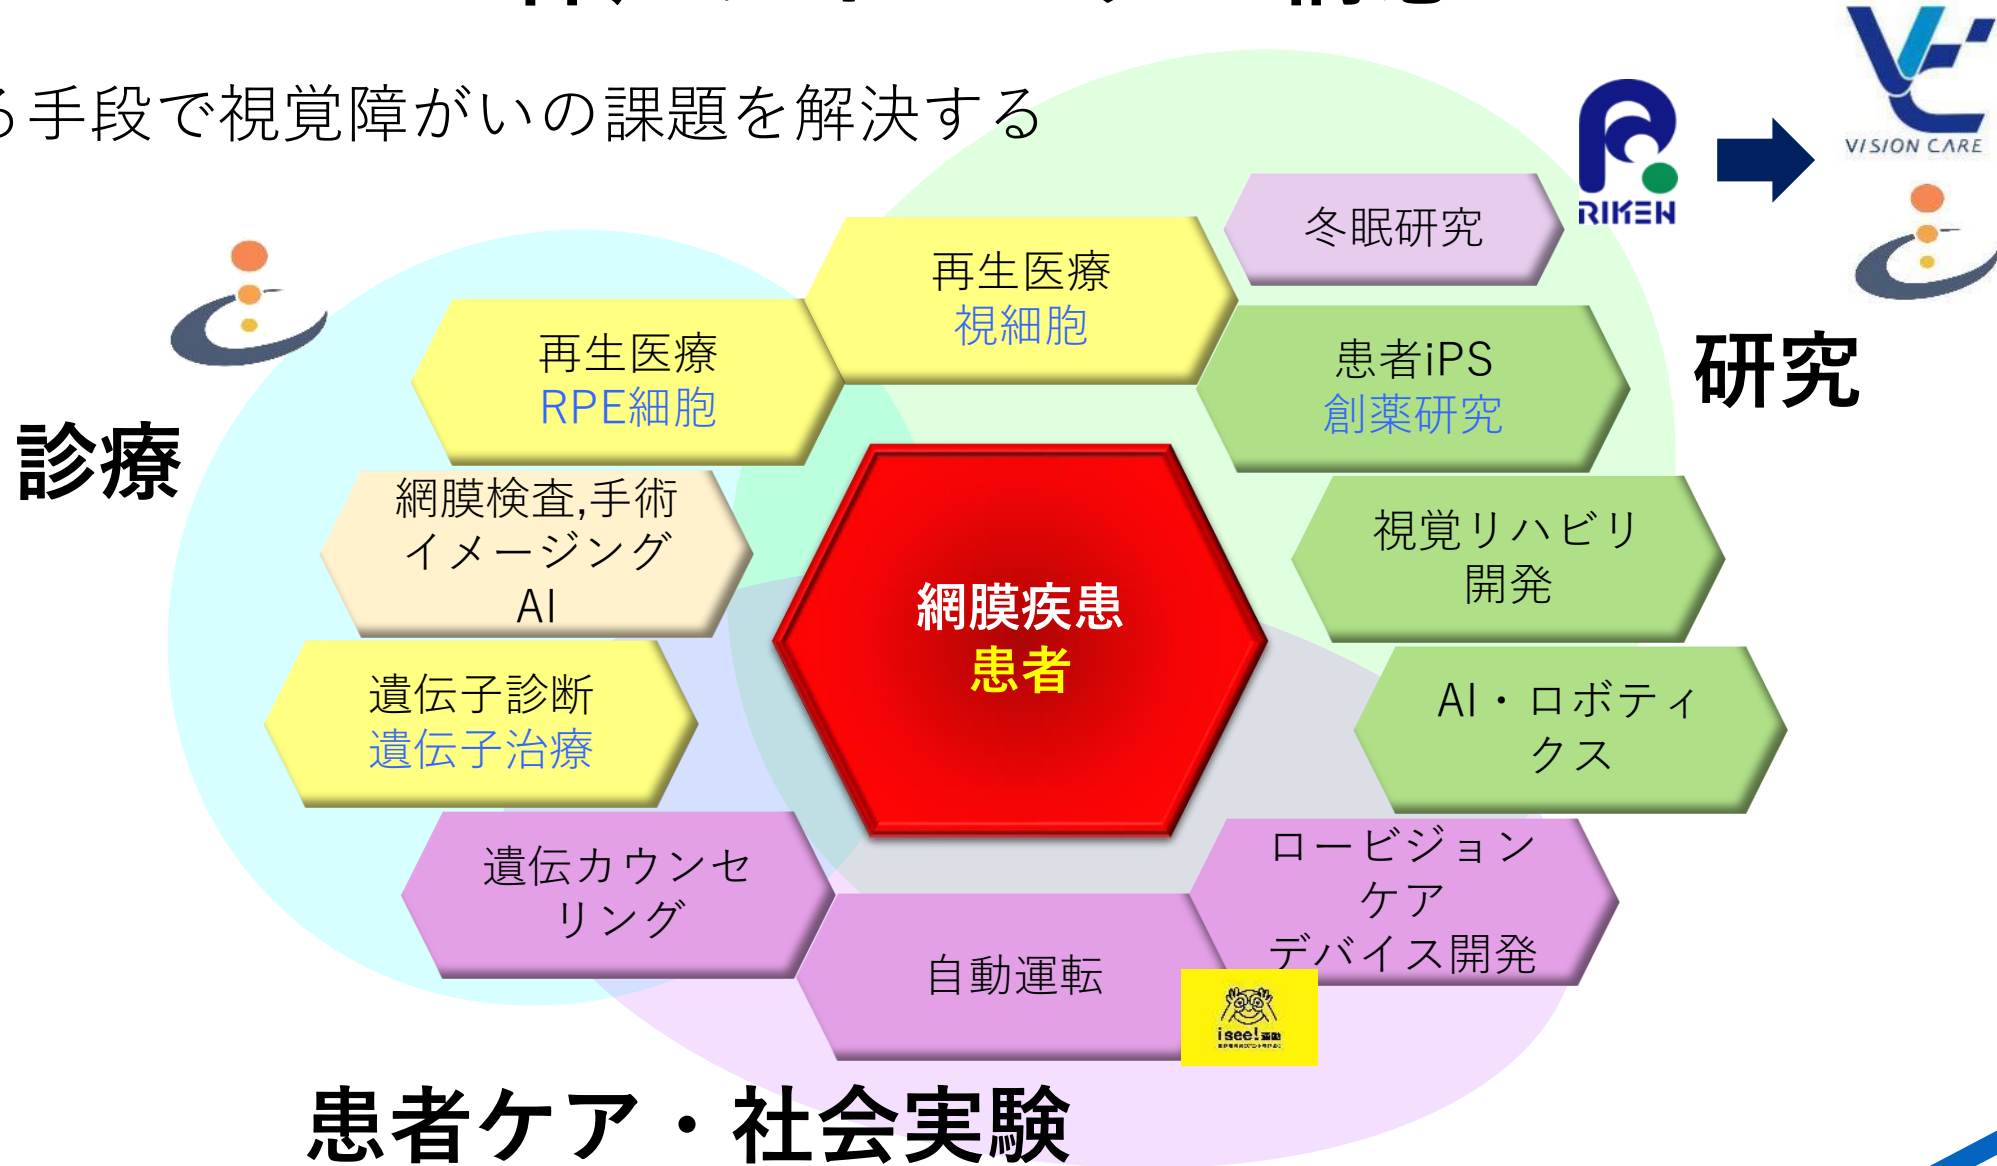 る手段で視覚障がいの課題を解決する
VISION CARE
RIKEN
冬眠研究
再生医療
視細胞
再生医療
RPE細胞
患者iPS
創薬研究
研究
診療
網膜検査,手術
イメージング
AI
視覚リハビリ
開発
網膜疾患
患者
遺伝子診断
遺伝子治療
AI・ロボティ
クス
遺伝カウンセ
リング
ロービジョン
ケア
デバイス開発
自動運転
isee!運動
患者ケア・社会実験